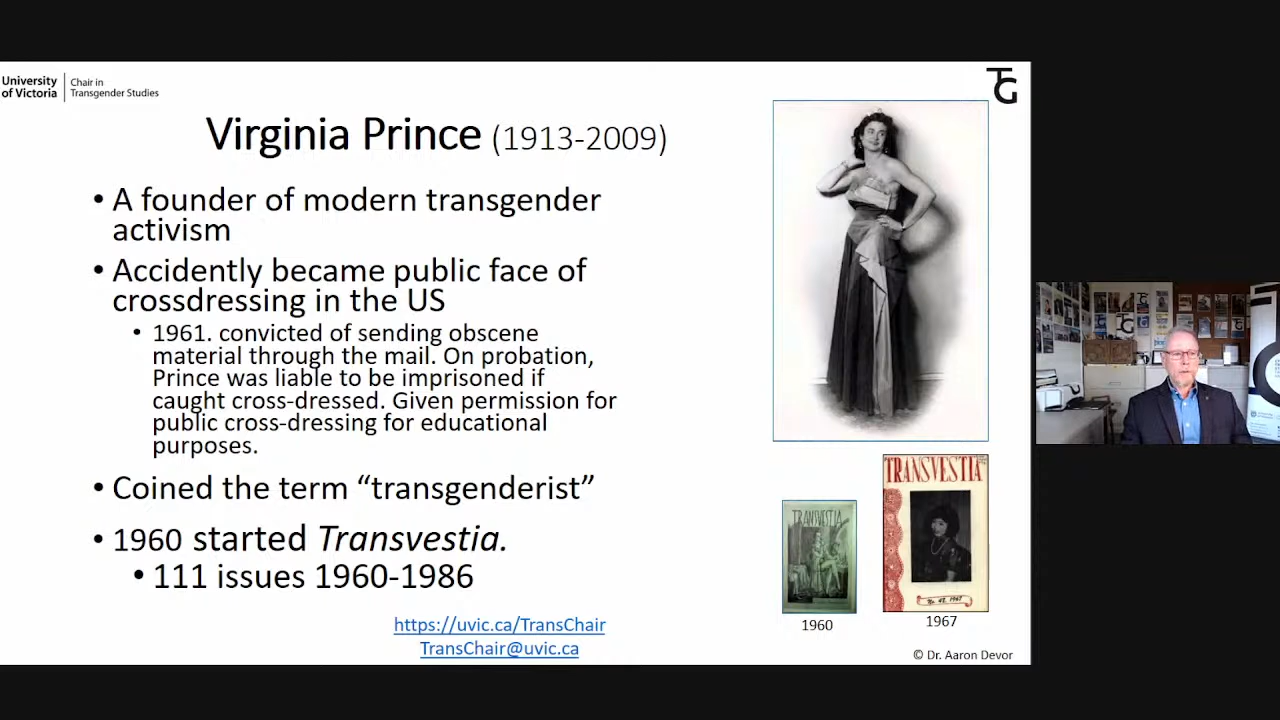 University
of Victoria
Chair in
Transgender Studies
TG
Virginia Prince (1913-2009)
• A founder of modern transgender
activism
• Accidently became public face of
crossdressing in the US
• 1961. convicted of sending obscene
material through the mail. On probation,
Prince was liable to be imprisoned if
caught cross-dressed. Given permission for
public cross-dressing for educational
purposes.
• Coined the term “transgenderist”
• 1960 started Transvestia.
• 111 issues 1960-1986
https://uvic.ca/TransChair
TransChair@uvic.ca
TRANSVESTIA
1960
TRANSVESTIA
No. 48, 1967
1967
© Dr. Aaron Devor